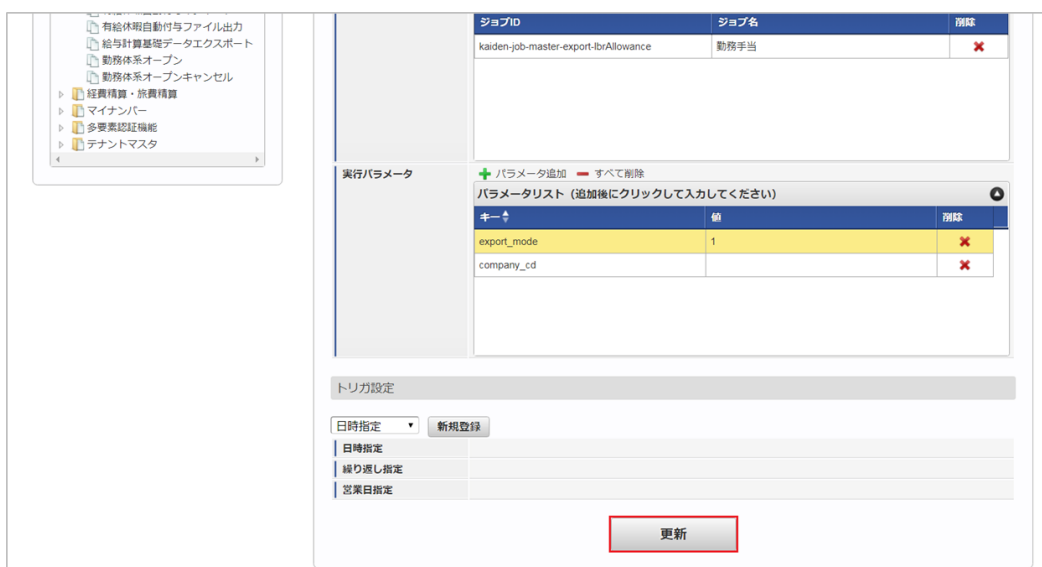 有給休暇自動付与ファイル出力
給与計算基礎データエクスポート
勤務体系オープン
勤務体系オープンキャンセル
経費精算・旅費精算
マイナンバー
多要素認証機能
テナントマスタ
ジョブID ジョブ名 削除
kaiden-job-master-export-lbrAllowance 勤務手当
実行パラメータ
パラメータ追加 すべて削除
パラメータリスト（追加後にクリックして入力してください）
キー 値 削除
export_mode 1
company_cd
トリガ設定
日時指定 新規登録
日時指定
繰り返し指定
営業日指定
更新